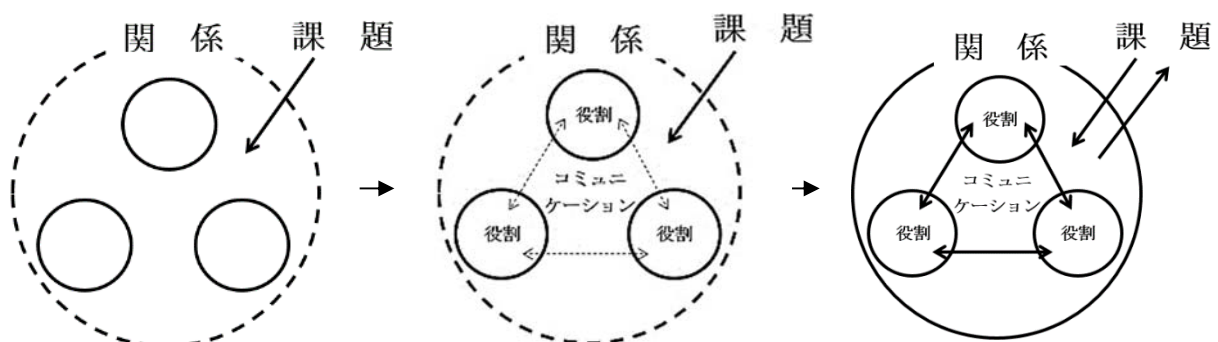 関 係 課 題
関 係 課 題
役割
コミュニ
ケーション
役割 役割
関 係 課 題
役割
コミュニ
ケーション
役割 役割